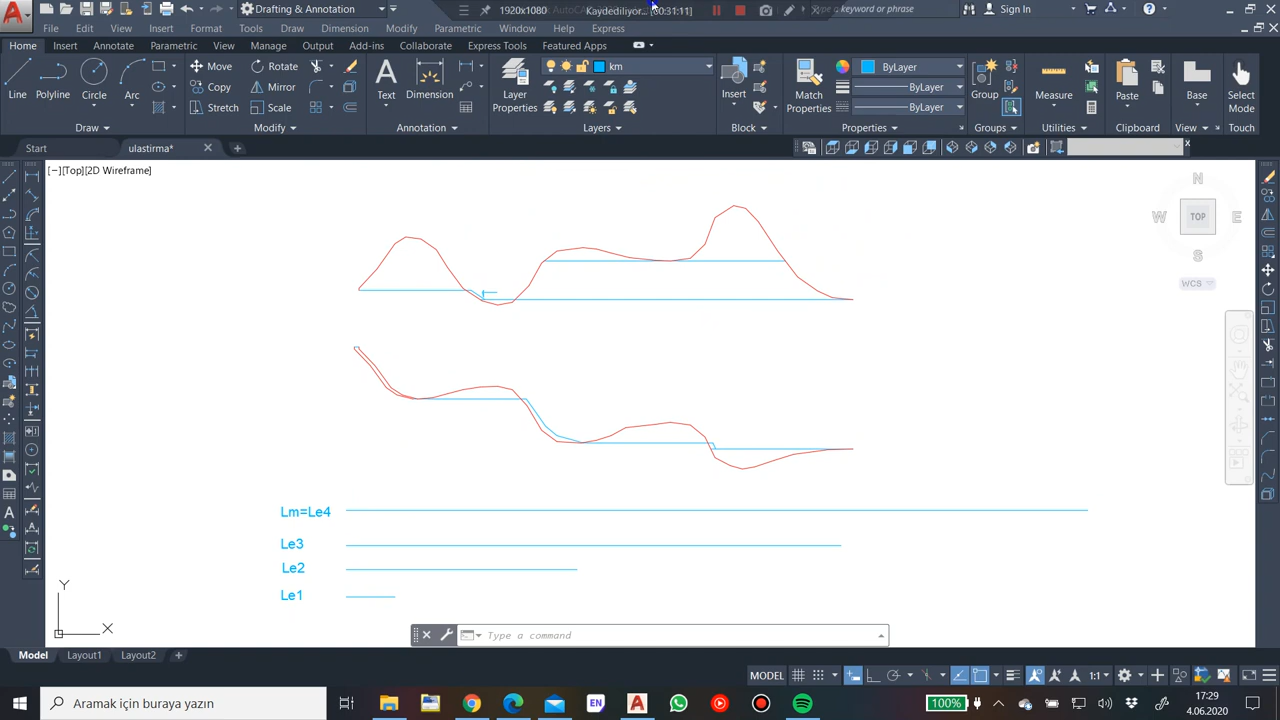 Drafting & Annotation
1920x1080
Kaydediliyor... [00:31:11]
Type a keyword or phrase
Sign In
File Edit View Insert Format Tools Draw Dimension Modify Parametric Window Help Express
Home Insert Annotate Parametric View Manage Output Add-ins Collaborate Express Tools Featured Apps
Line Polyline Circle Arc
Move Rotate
Copy Mirror
Stretch Scale
Text Dimension
Layer
Properties
km
Insert
Match
Properties
ByLayer
ByLayer
ByLayer
Group
Measure
Paste
Base
Select
Mode
Draw Modify Annotation Layers Block Properties Groups Utilities Clipboard View Touch
Start ulastirma*
[−][Top][2D Wireframe]
N
W TOP E
S
WCS
Lm=Le4
Le3
Le2
Le1
Y
X
Type a command
Model Layout1 Layout2
MODEL
1:1
Aramak için buraya yazın
EN
100%
17:29
4.06.2020